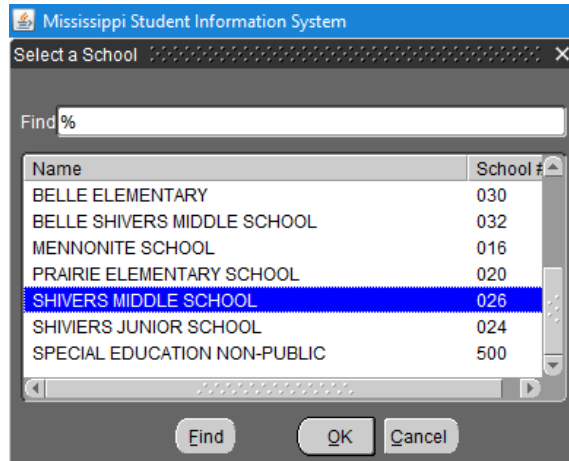 Mississippi Student Information System
Select a School
Find %
Name School #
BELLE ELEMENTARY 030
BELLE SHIVERS MIDDLE SCHOOL 032
MENNONITE SCHOOL 016
PRAIRIE ELEMENTARY SCHOOL 020
SHIVERS MIDDLE SCHOOL 026
SHIVIERS JUNIOR SCHOOL 024
SPECIAL EDUCATION NON-PUBLIC 500
Find OK Cancel